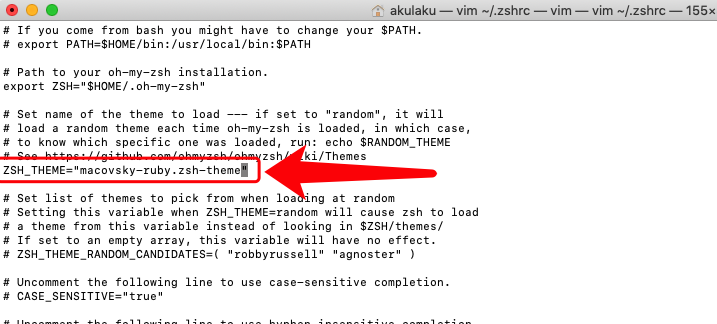 akulaku — vim ~/.zshrc — vim — vim ~/.zshrc — 155×
# If you come from bash you might have to change your $PATH.
# export PATH=$HOME/bin:/usr/local/bin:$PATH
# Path to your oh-my-zsh installation.
export ZSH="$HOME/.oh-my-zsh"
# Set name of the theme to load --- if set to "random", it will
# load a random theme each time oh-my-zsh is loaded, in which case,
# to know which specific one was loaded, run: echo $RANDOM_THEME
# See https://github.com/ohmyzsh/ohmyzsh/wiki/Themes
ZSH_THEME="macovsky-ruby.zsh-theme"
# Set list of themes to pick from when loading at random
# Setting this variable when ZSH_THEME=random will cause zsh to load
# a theme from this variable instead of looking in $ZSH/themes/
# If set to an empty array, this variable will have no effect.
# ZSH_THEME_RANDOM_CANDIDATES=( "robbyrussell" "agnoster" )
# Uncomment the following line to use case-sensitive completion.
# CASE_SENSITIVE="true"
# Uncomment the following line to use hyphen-insensitive completion.